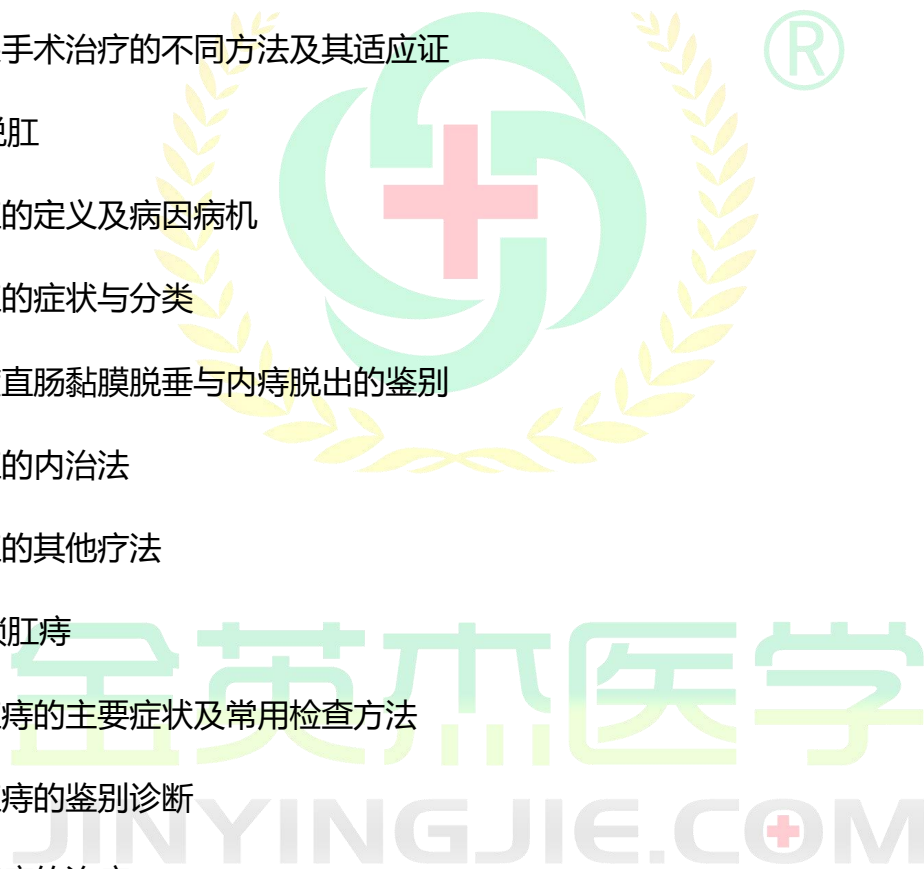 手术治疗的不同方法及其适应证
脱肛
的定义及病因病机
的症状与分类
直肠黏膜脱垂与内痔脱出的鉴别
的内治法
的其他疗法
肛痔
痔的主要症状及常用检查方法
痔的鉴别诊断
®
金英杰医学
JINYINGJIE.COM